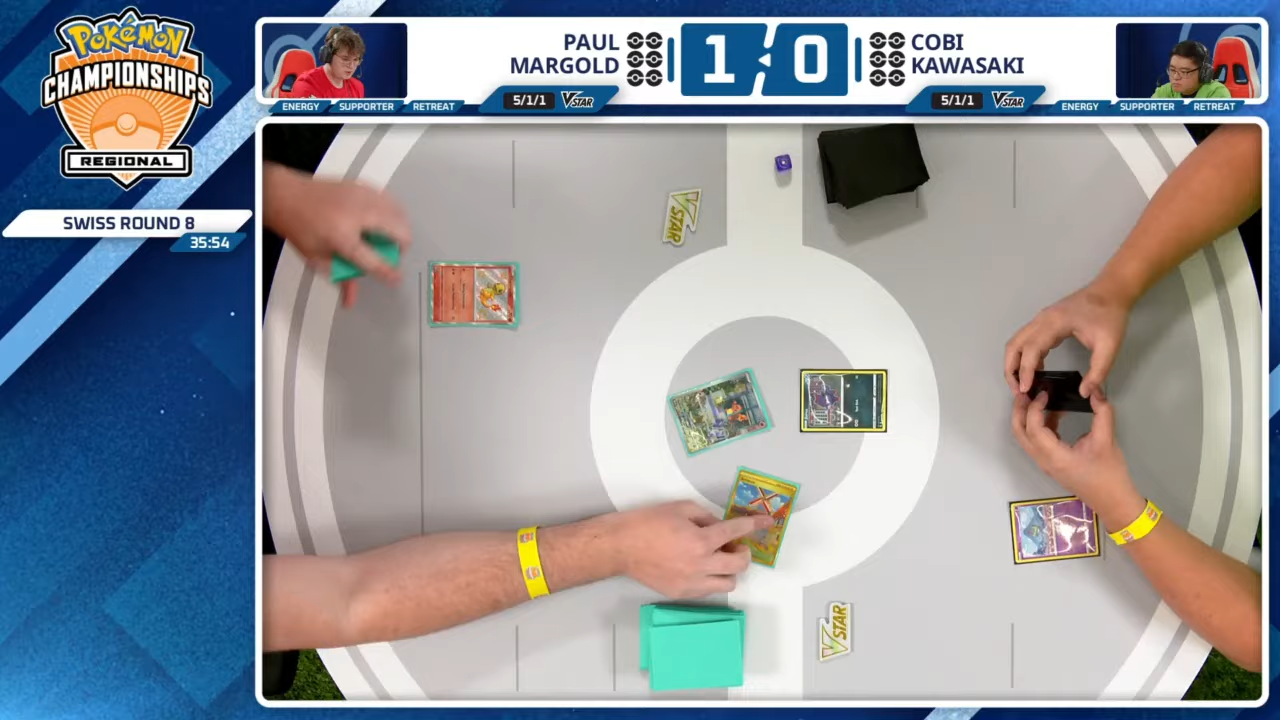 POKéMON
CHAMPIONSHIPS
REGIONAL
SWISS ROUND 8
35:54
PAUL
MARGOLD
1
0
COBI
KAWASAKI
ENERGY SUPPORTER RETREAT
5/1/1 VSTAR
5/1/1 VSTAR
ENERGY SUPPORTER RETREAT
VSTAR
VSTAR